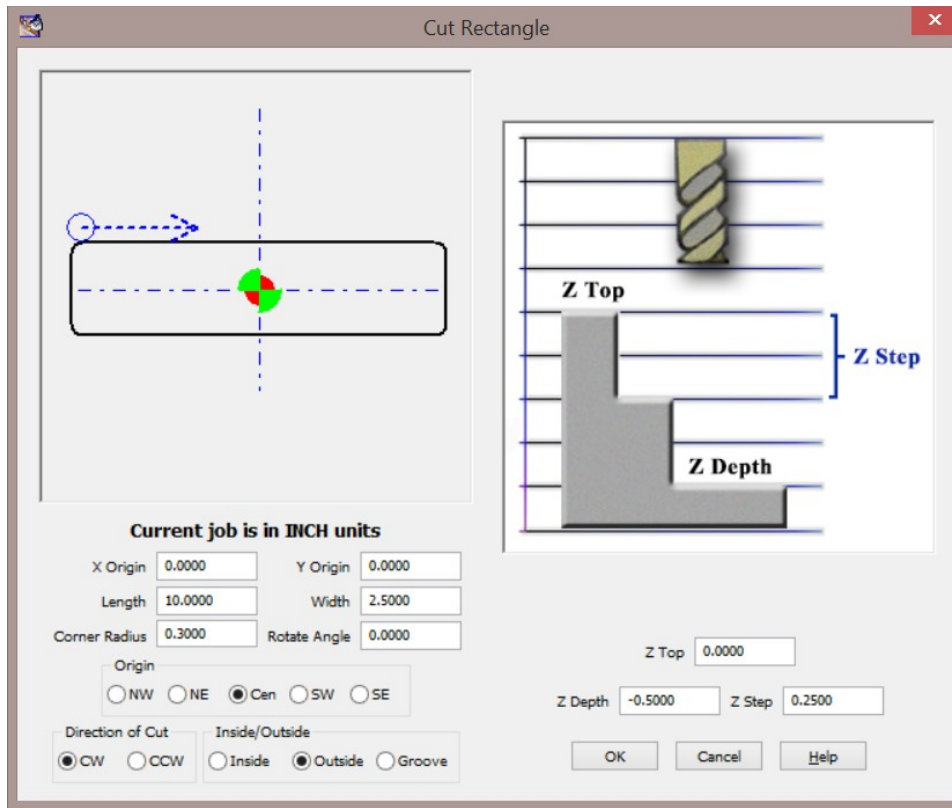 Cut Rectangle
Z Top
Z Step
Z Depth
Current job is in INCH units
X Origin 0.0000 Y Origin 0.0000
Length 10.0000 Width 2.5000
Corner Radius 0.3000 Rotate Angle 0.0000
Origin
NW NE Cen SW SE
Direction of Cut Inside/Outside
CW CCW Inside Outside Groove
Z Top 0.0000
Z Depth -0.5000 Z Step 0.2500
OK Cancel Help